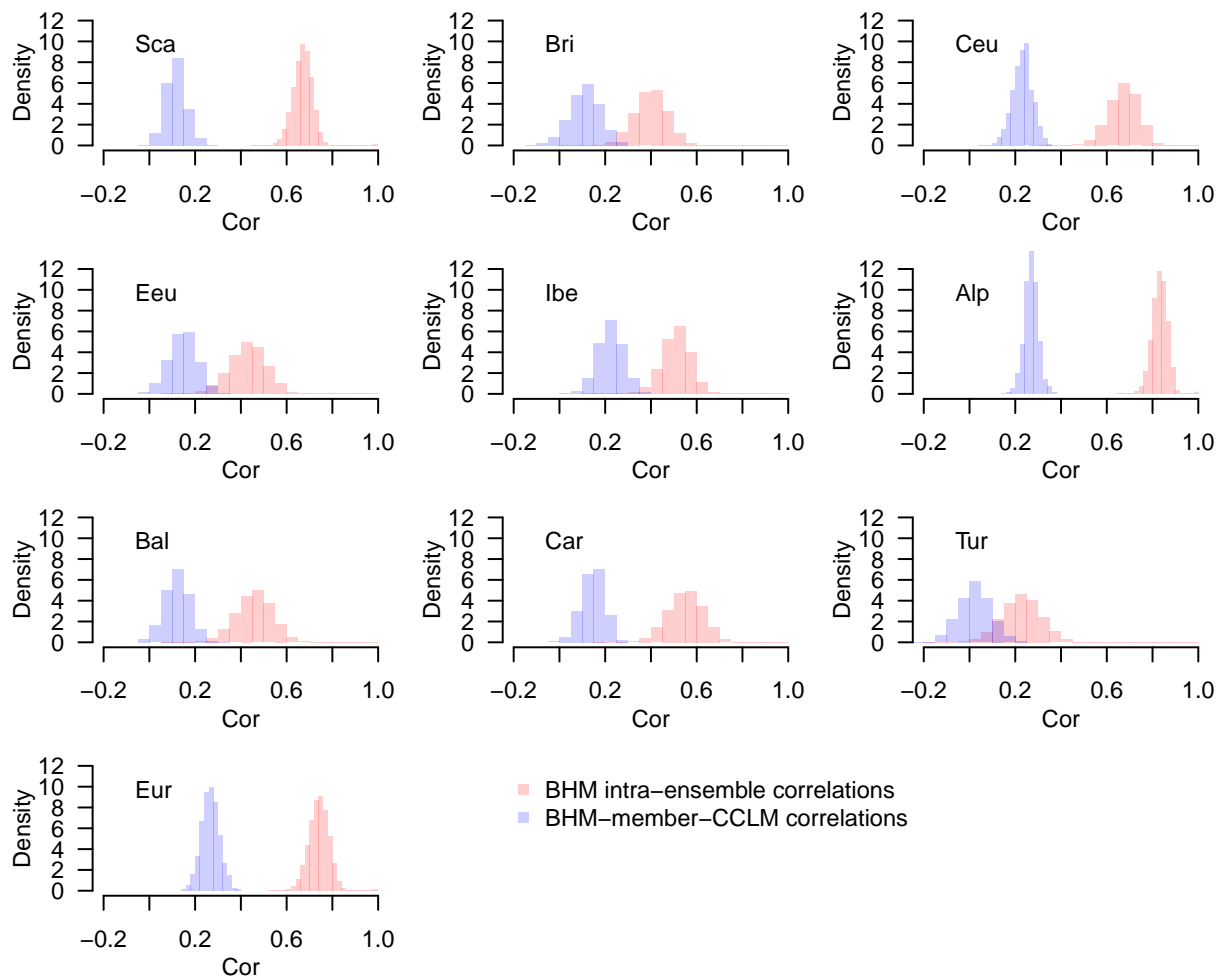 12
10
8
6
4
2
0
Density
Sca
−0.2 0.2 0.6 1.0
Cor
12
10
8
6
4
2
0
Density
Bri
−0.2 0.2 0.6 1.0
Cor
12
10
8
6
4
2
0
Density
Ceu
−0.2 0.2 0.6 1.0
Cor
12
10
8
6
4
2
0
Density
Eeu
−0.2 0.2 0.6 1.0
Cor
12
10
8
6
4
2
0
Density
Ibe
−0.2 0.2 0.6 1.0
Cor
12
10
8
6
4
2
0
Density
Alp
−0.2 0.2 0.6 1.0
Cor
12
10
8
6
4
2
0
Density
Bal
−0.2 0.2 0.6 1.0
Cor
12
10
8
6
4
2
0
Density
Car
−0.2 0.2 0.6 1.0
Cor
12
10
8
6
4
2
0
Density
Tur
−0.2 0.2 0.6 1.0
Cor
12
10
8
6
4
2
0
Density
Eur
−0.2 0.2 0.6 1.0
Cor
BHM intra−ensemble correlations
BHM−member−CCLM correlations